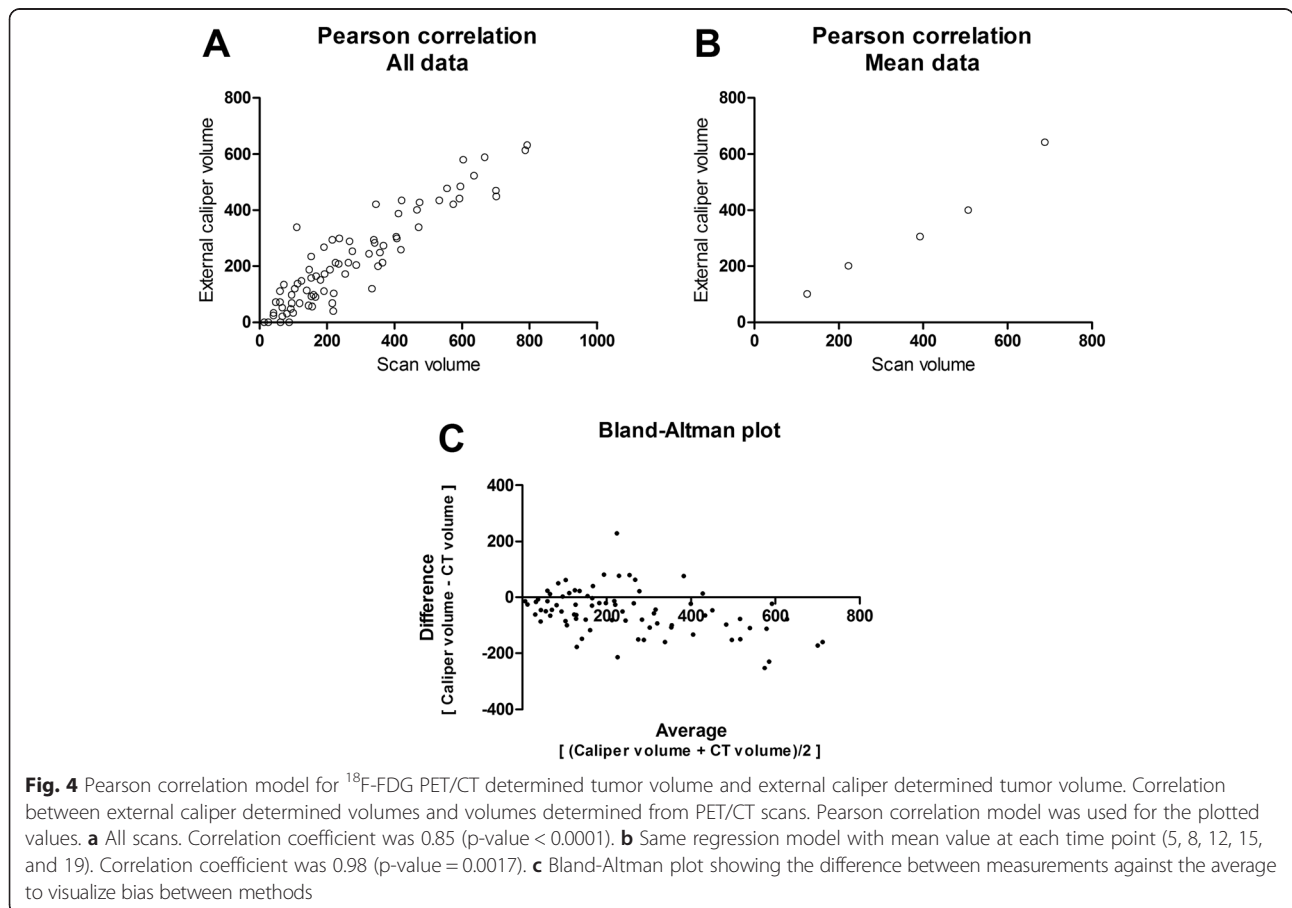 A
Pearson correlation
All data
External caliper volume
800
600
400
200
0
0 200 400 600 800 1000
Scan volume
B
Pearson correlation
Mean data
External caliper volume
800
600
400
200
0
0 200 400 600 800
Scan volume
C
Bland-Altman plot
Difference
[ Caliper volume - CT volume ]
400
200
0
-200
-400
200 400 600 800
Average
[ (Caliper volume + CT volume)/2 ]
Fig. 4 Pearson correlation model for ¹⁸F-FDG PET/CT determined tumor volume and external caliper determined tumor volume. Correlation
between external caliper determined volumes and volumes determined from PET/CT scans. Pearson correlation model was used for the plotted
values. a All scans. Correlation coefficient was 0.85 (p-value < 0.0001). b Same regression model with mean value at each time point (5, 8, 12, 15,
and 19). Correlation coefficient was 0.98 (p-value = 0.0017). c Bland-Altman plot showing the difference between measurements against the average
to visualize bias between methods